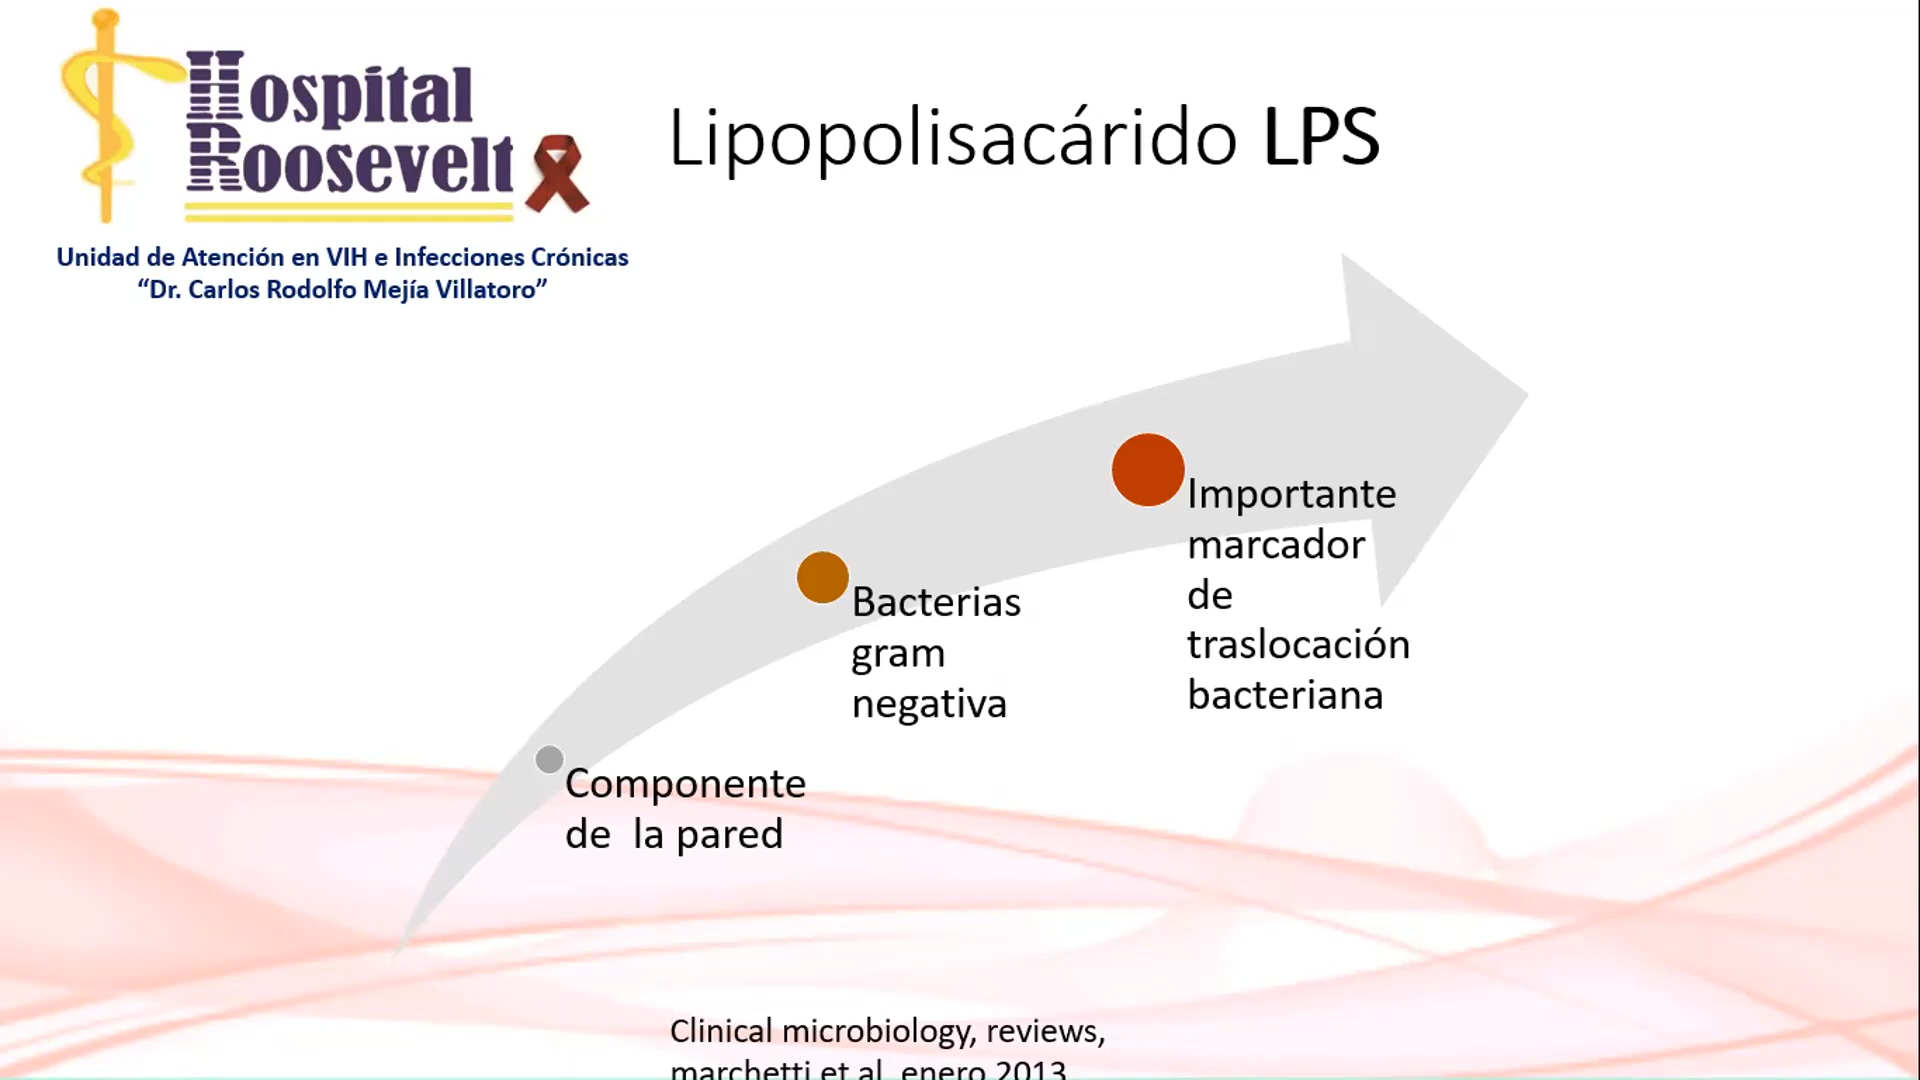 Hospital
Roosevelt
Unidad de Atención en VIH e Infecciones Crónicas
“Dr. Carlos Rodolfo Mejía Villatoro”
Lipopolisacárido LPS
Importante
marcador
de
traslocación
bacteriana
Bacterias
gram
negativa
Componente
de la pared
Clinical microbiology, reviews,
marchetti et al, enero 2013